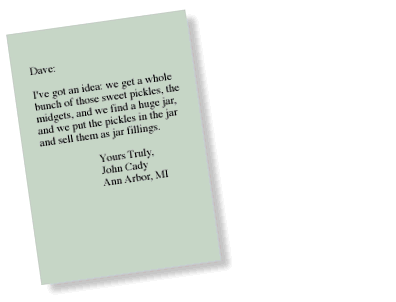 Dave:
I've got an idea: we get a whole
bunch of those sweet pickles, the
midgets, and we find a huge jar,
and we put the pickles in the jar
and sell them as jar fillings.
Yours Truly,
John Cady
Ann Arbor, MI